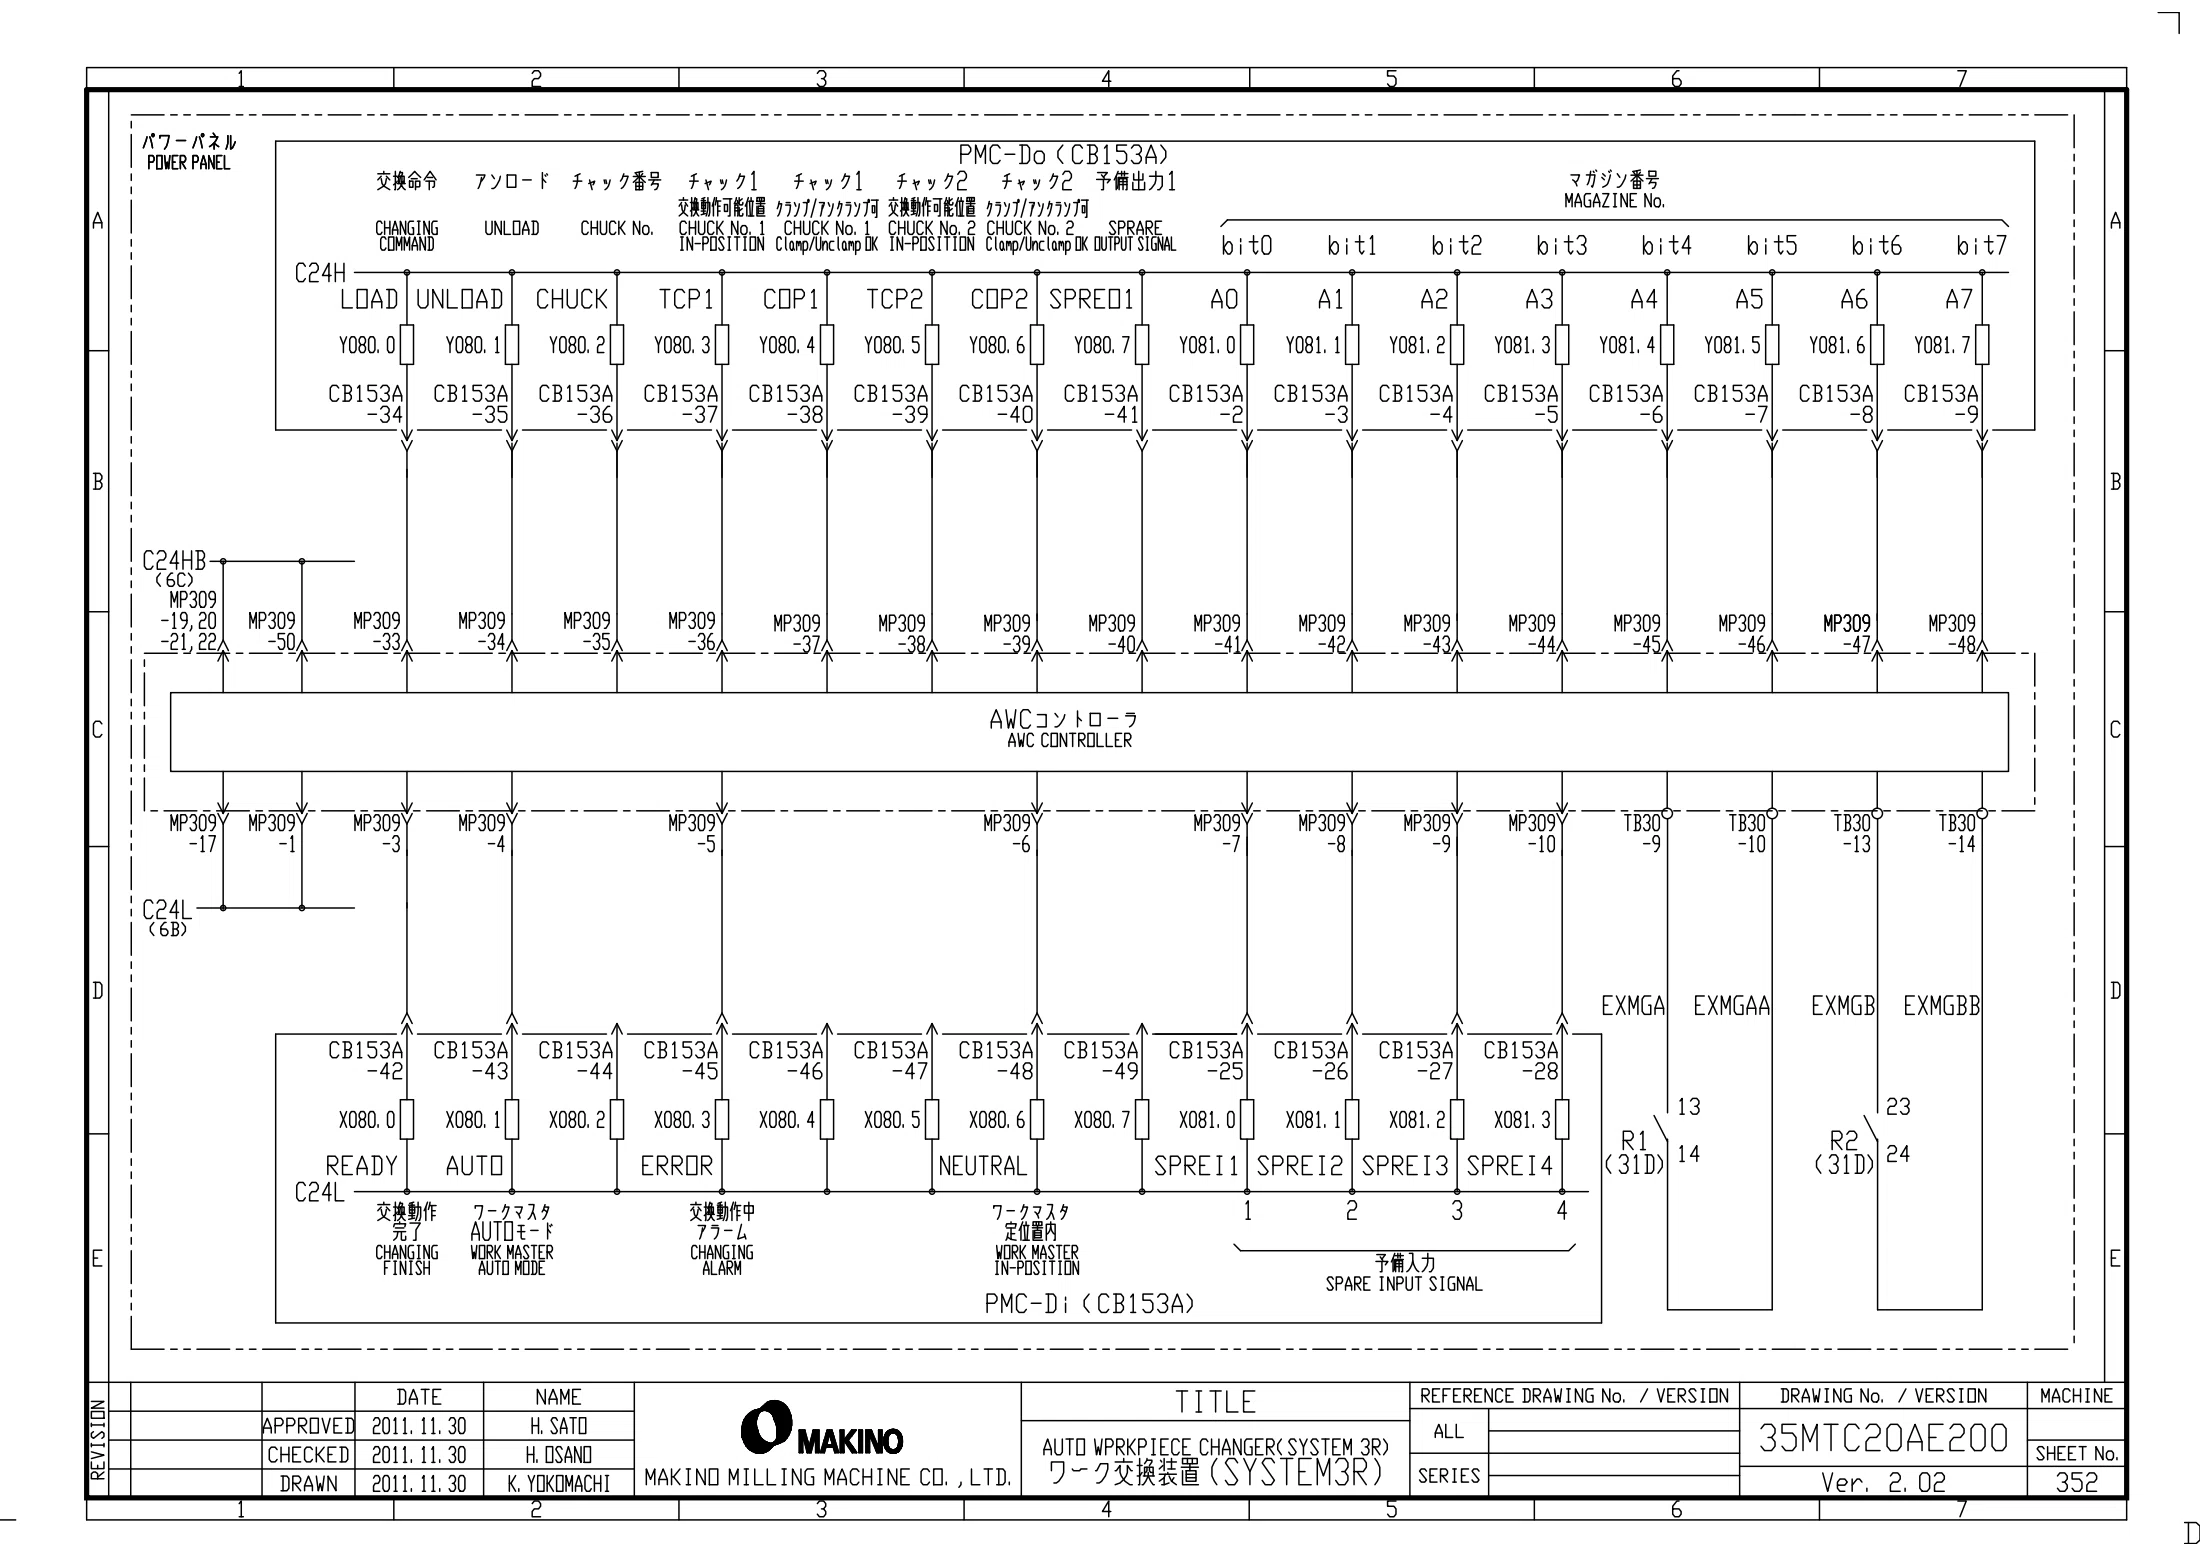 1 2 3 4 5 6 7
パワーパネル
POWER PANEL
PMC-Do (CB153A)
交換命令 アンロード チャック番号 チャック1 チャック1 チャック2 チャック2 予備出力1 マガジン番号
交換動作可能位置 クランプ/アンクランプ可 交換動作可能位置 クランプ/アンクランプ可 MAGAZINE No.
A A
CHANGING UNLOAD CHUCK No. CHUCK No. 1 CHUCK No. 1 CHUCK No. 2 CHUCK No. 2 SPRARE
COMMAND IN-POSITION Clamp/Unclamp OK IN-POSITION Clamp/Unclamp OK OUTPUT SIGNAL
bit0 bit1 bit2 bit3 bit4 bit5 bit6 bit7
C24H
LOAD UNLOAD CHUCK TCP1 COP1 TCP2 COP2 SPREO1 A0 A1 A2 A3 A4 A5 A6 A7
Y080.0 Y080.1 Y080.2 Y080.3 Y080.4 Y080.5 Y080.6 Y080.7 Y081.0 Y081.1 Y081.2 Y081.3 Y081.4 Y081.5 Y081.6 Y081.7
CB153A CB153A CB153A CB153A CB153A CB153A CB153A CB153A CB153A CB153A CB153A CB153A CB153A CB153A CB153A CB153A
-34 -35 -36 -37 -38 -39 -40 -41 -2 -3 -4 -5 -6 -7 -8 -9
B B
C24HB
(6C)
MP309
-19,20 MP309 MP309 MP309 MP309 MP309 MP309 MP309 MP309 MP309 MP309 MP309 MP309 MP309 MP309 MP309 MP309 MP309
-21,22 -50 -33 -34 -35 -36 -37 -38 -39 -40 -41 -42 -43 -44 -45 -46 -47 -48
C C
AWCコントローラ
AWC CONTROLLER
MP309 MP309 MP309 MP309 MP309 MP309 MP309 MP309 MP309 MP309 TB30 TB30 TB30 TB30
-17 -1 -3 -4 -5 -6 -7 -8 -9 -10 -9 -10 -13 -14
C24L
(6B)
D D
EXMGA EXMGAA EXMGB EXMGBB
CB153A CB153A CB153A CB153A CB153A CB153A CB153A CB153A CB153A CB153A CB153A CB153A
-42 -43 -44 -45 -46 -47 -48 -49 -25 -26 -27 -28
X080.0 X080.1 X080.2 X080.3 X080.4 X080.5 X080.6 X080.7 X081.0 X081.1 X081.2 X081.3
13 23
R1 R2
(31D) 14 (31D) 24
READY AUTO ERROR NEUTRAL SPREI1 SPREI2 SPREI3 SPREI4
C24L
交換動作 ワークマスタ 交換動作中 ワークマスタ 1 2 3 4
完了 AUTOモード アラーム 定位置内
CHANGING WORK MASTER CHANGING WORK MASTER
FINISH AUTO MODE ALARM IN-POSITION
E E
予備入力
SPARE INPUT SIGNAL
PMC-Di (CB153A)
REVISION
DATE NAME
APPROVED 2011.11.30 H. SATO
CHECKED 2011.11.30 H. OSANO
DRAWN 2011.11.30 K. YOKOMACHI
MAKINO
MAKINO MILLING MACHINE CO.,LTD.
TITLE
AUTO WPRKPIECE CHANGER(SYSTEM 3R)
ワーク交換装置(SYSTEM3R)
REFERENCE DRAWING No. / VERSION
ALL
SERIES
DRAWING No. / VERSION
35MTC20AE200
Ver. 2.02
MACHINE
SHEET No.
352
1 2 3 4 5 6 7
D